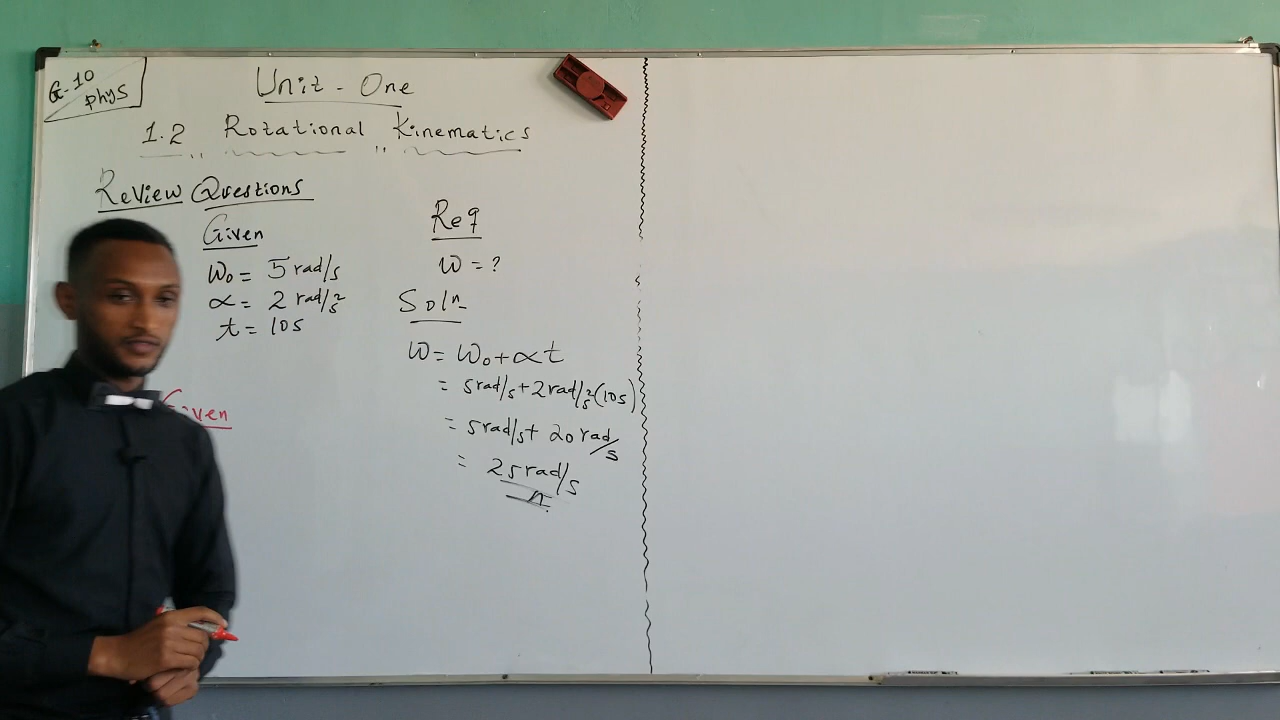 G-10
phys
Unit - One
1.2 Rotational Kinematics
Review Questions
Given
ω₀ = 5 rad/s
α = 2 rad/s²
t = 10s
Req
ω = ?
Soln
ω = ω₀ + αt
= 5rad/s + 2rad/s²(10s)
= 5rad/s + 20 rad/s
= 25rad/s
Given